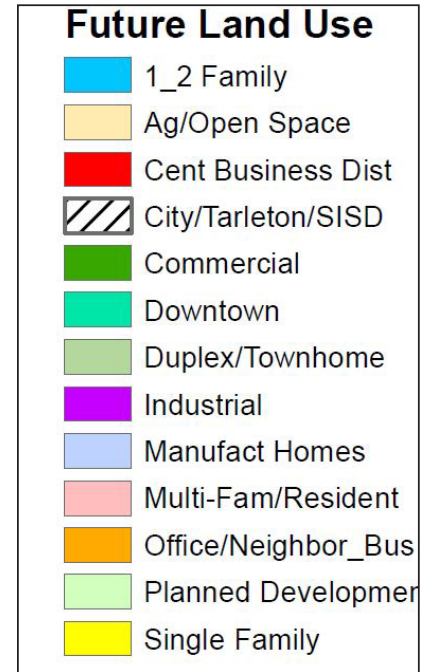 Future Land Use
1_2 Family
Ag/Open Space
Cent Business Dist
City/Tarleton/SISD
Commercial
Downtown
Duplex/Townhome
Industrial
Manufact Homes
Multi-Fam/Resident
Office/Neighbor_Bus
Planned Developmer
Single Family